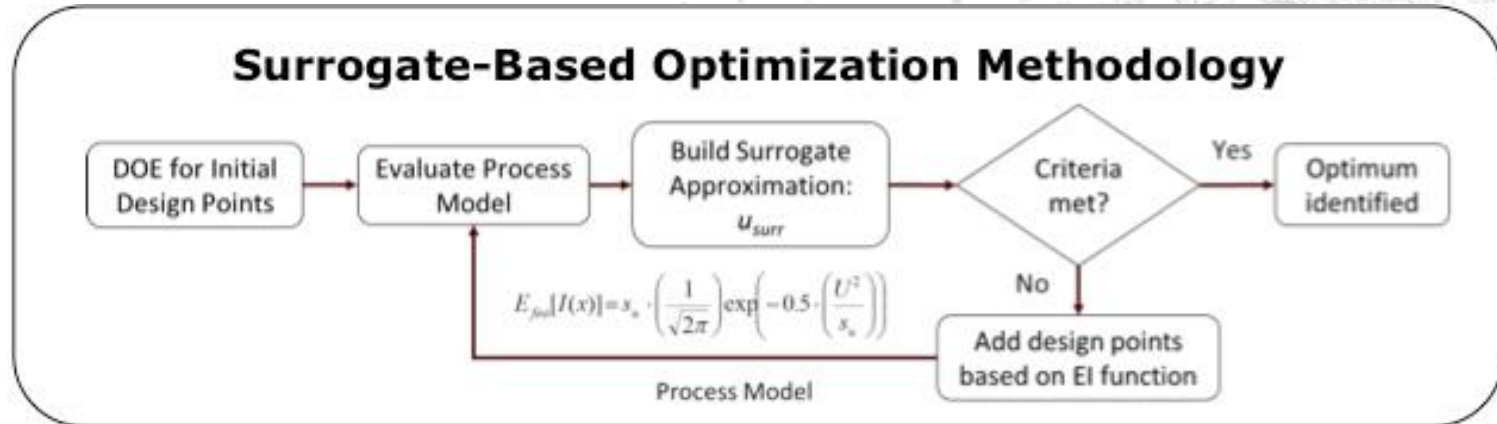 Surrogate-Based Optimization Methodology
DOE for Initial
Design Points
Evaluate Process
Model
Build Surrogate
Approximation:
u_surr
Criteria
met?
Yes
Optimum
identified
No
E_feas[I(x)]=s_u·(1/√2π)exp(−0.5·(U²/s_u))
Add design points
based on EI function
Process Model